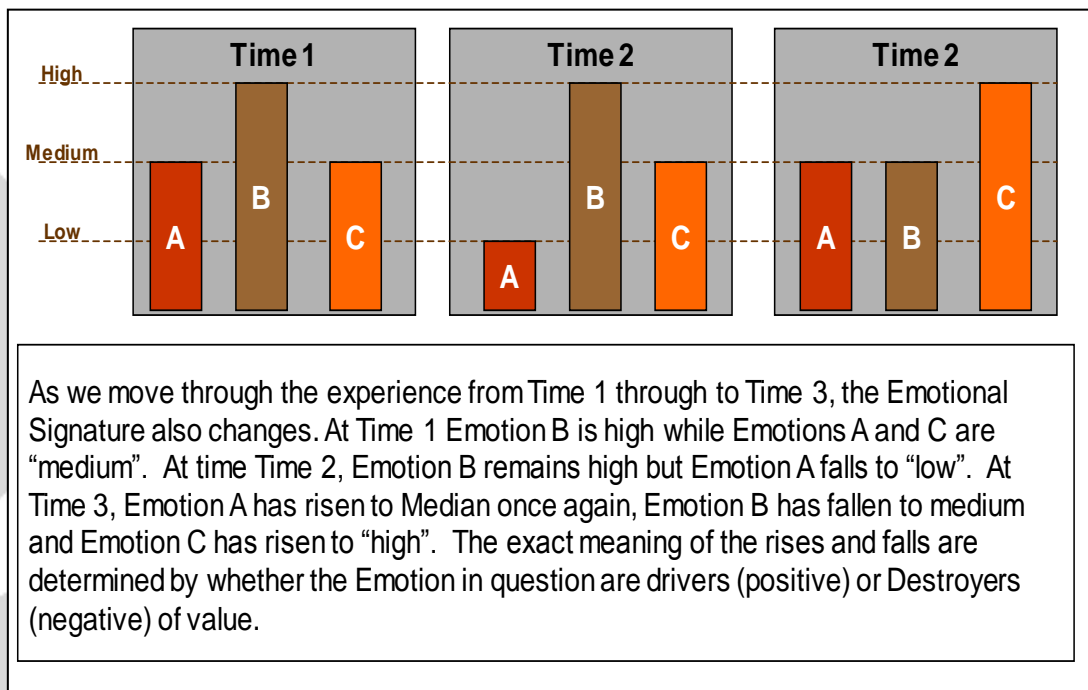 Time 1
Time 2
Time 2
High
Medium
Low
A
B
C
A
B
C
A
B
C
As we move through the experience from Time 1 through to Time 3, the Emotional
Signature also changes. At Time 1 Emotion B is high while Emotions A and C are
“medium”. At time Time 2, Emotion B remains high but Emotion A falls to “low”. At
Time 3, Emotion A has risen to Median once again, Emotion B has fallen to medium
and Emotion C has risen to “high”. The exact meaning of the rises and falls are
determined by whether the Emotion in question are drivers (positive) or Destroyers
(negative) of value.